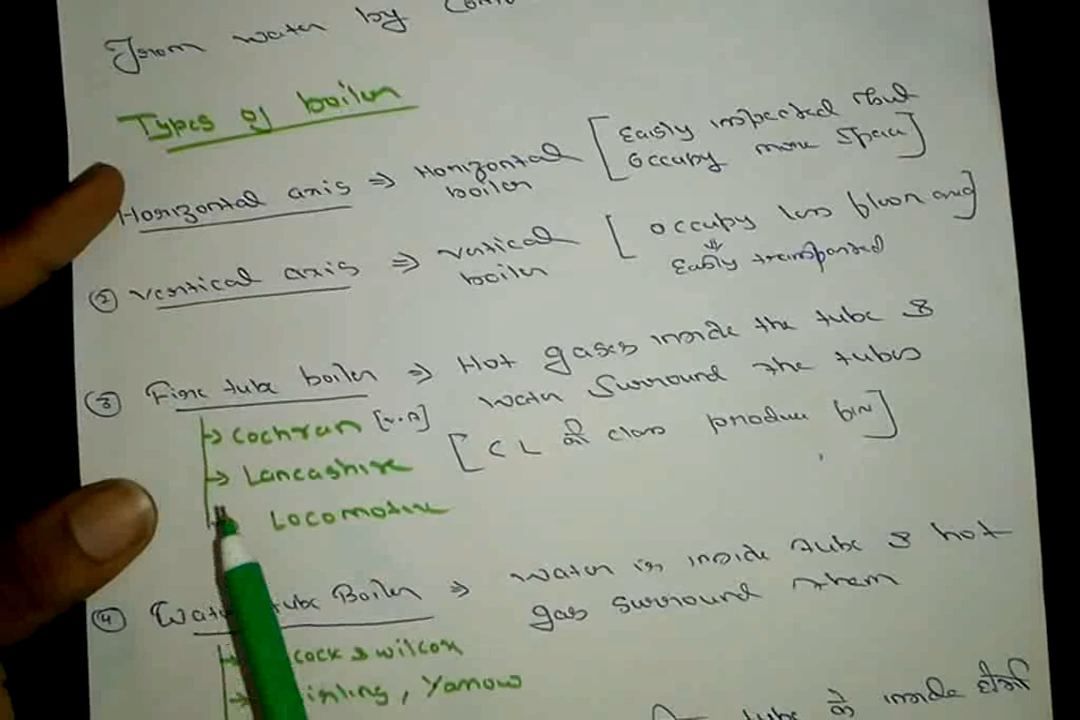 From water by
Types of boiler
Horizontal axis ⇒ Horizontal boiler [Easily inspected but occupy more space]
② Vertical axis ⇒ Vertical boiler [occupy less floor area
⇓
Easily transported]
③ Fire tube boiler ⇒ Hot gases inside the tube & water surround the tubes
→ Cochran [V.A]
→ Lancashire [CL की class produce
→ Locomotive
④ Water tube Boiler ⇒ water is inside tube & hot gas surround them
cock & wilcox
→ , Yarrow
tube के inside होगी